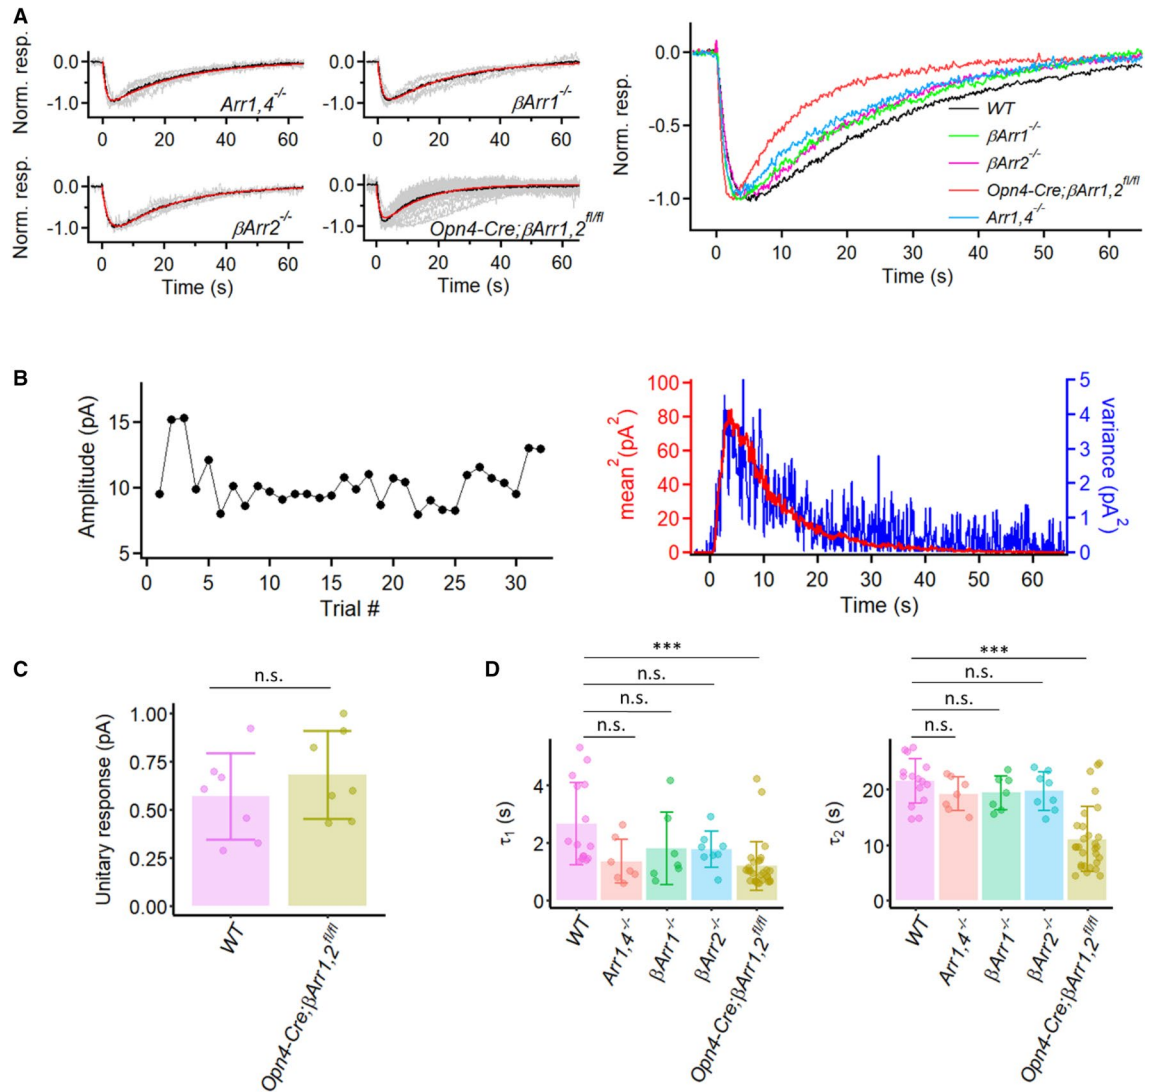 A
Norm. resp.
0.0
-1.0
Arr1,4-/-
0 20 40 60
0.0
-1.0
βArr1-/-
0 20 40 60
Norm. resp.
0.0
-1.0
βArr2-/-
0 20 40 60
Time (s)
0.0
-1.0
Opn4-Cre;βArr1,2fl/fl
0 20 40 60
Time (s)
Norm. resp.
0.0
-0.5
-1.0
WT
βArr1-/-
βArr2-/-
Opn4-Cre;βArr1,2fl/fl
Arr1,4-/-
0 10 20 30 40 50 60
Time (s)
B
Amplitude (pA)
15
10
5
0 5 10 15 20 25 30
Trial #
mean2 (pA2)
100
80
60
40
20
0
5
4
3
2
1
0
variance (pA2)
0 10 20 30 40 50 60
Time (s)
C
n.s.
Unitary response (pA)
1.00
0.75
0.50
0.25
0.00
WT
Opn4-Cre;βArr1,2fl/fl
D
***
n.s.
n.s.
n.s.
τ1 (s)
4
2
0
WT
Arr1,4-/-
βArr1-/-
βArr2-/-
Opn4-Cre;βArr1,2fl/fl
***
n.s.
n.s.
n.s.
τ2 (s)
20
10
0
WT
Arr1,4-/-
βArr1-/-
βArr2-/-
Opn4-Cre;βArr1,2fl/fl